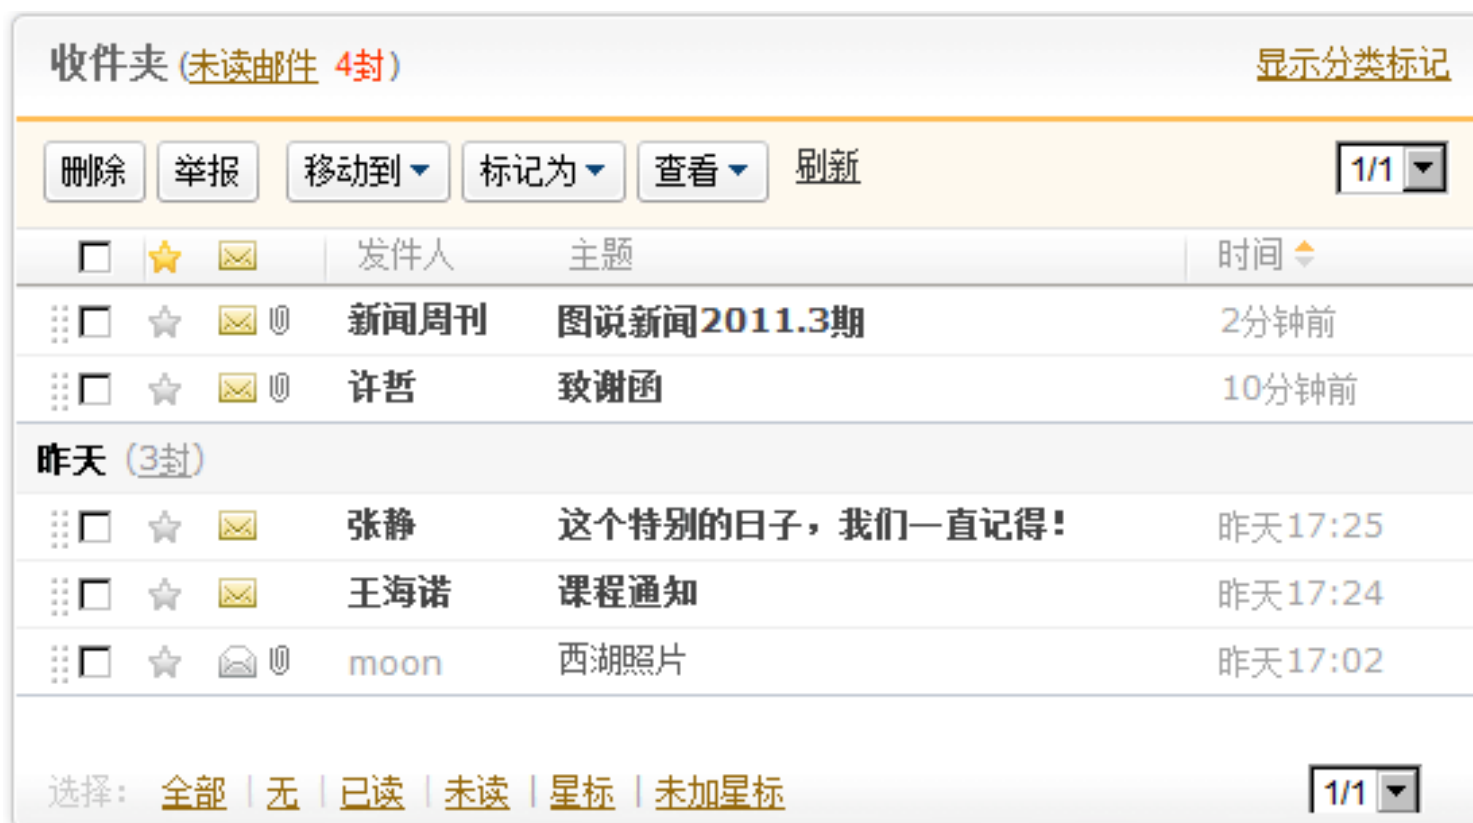 收件夹 (未读邮件 4封) 显示分类标记
删除 举报 移动到 标记为 查看 刷新 1/1
发件人 主题 时间
新闻周刊 图说新闻2011.3期 2分钟前
许哲 致谢函 10分钟前
昨天 (3封)
张静 这个特别的日子，我们一直记得！ 昨天17:25
王海诺 课程通知 昨天17:24
moon 西湖照片 昨天17:02
选择： 全部 | 无 | 已读 | 未读 | 星标 | 未加星标 1/1